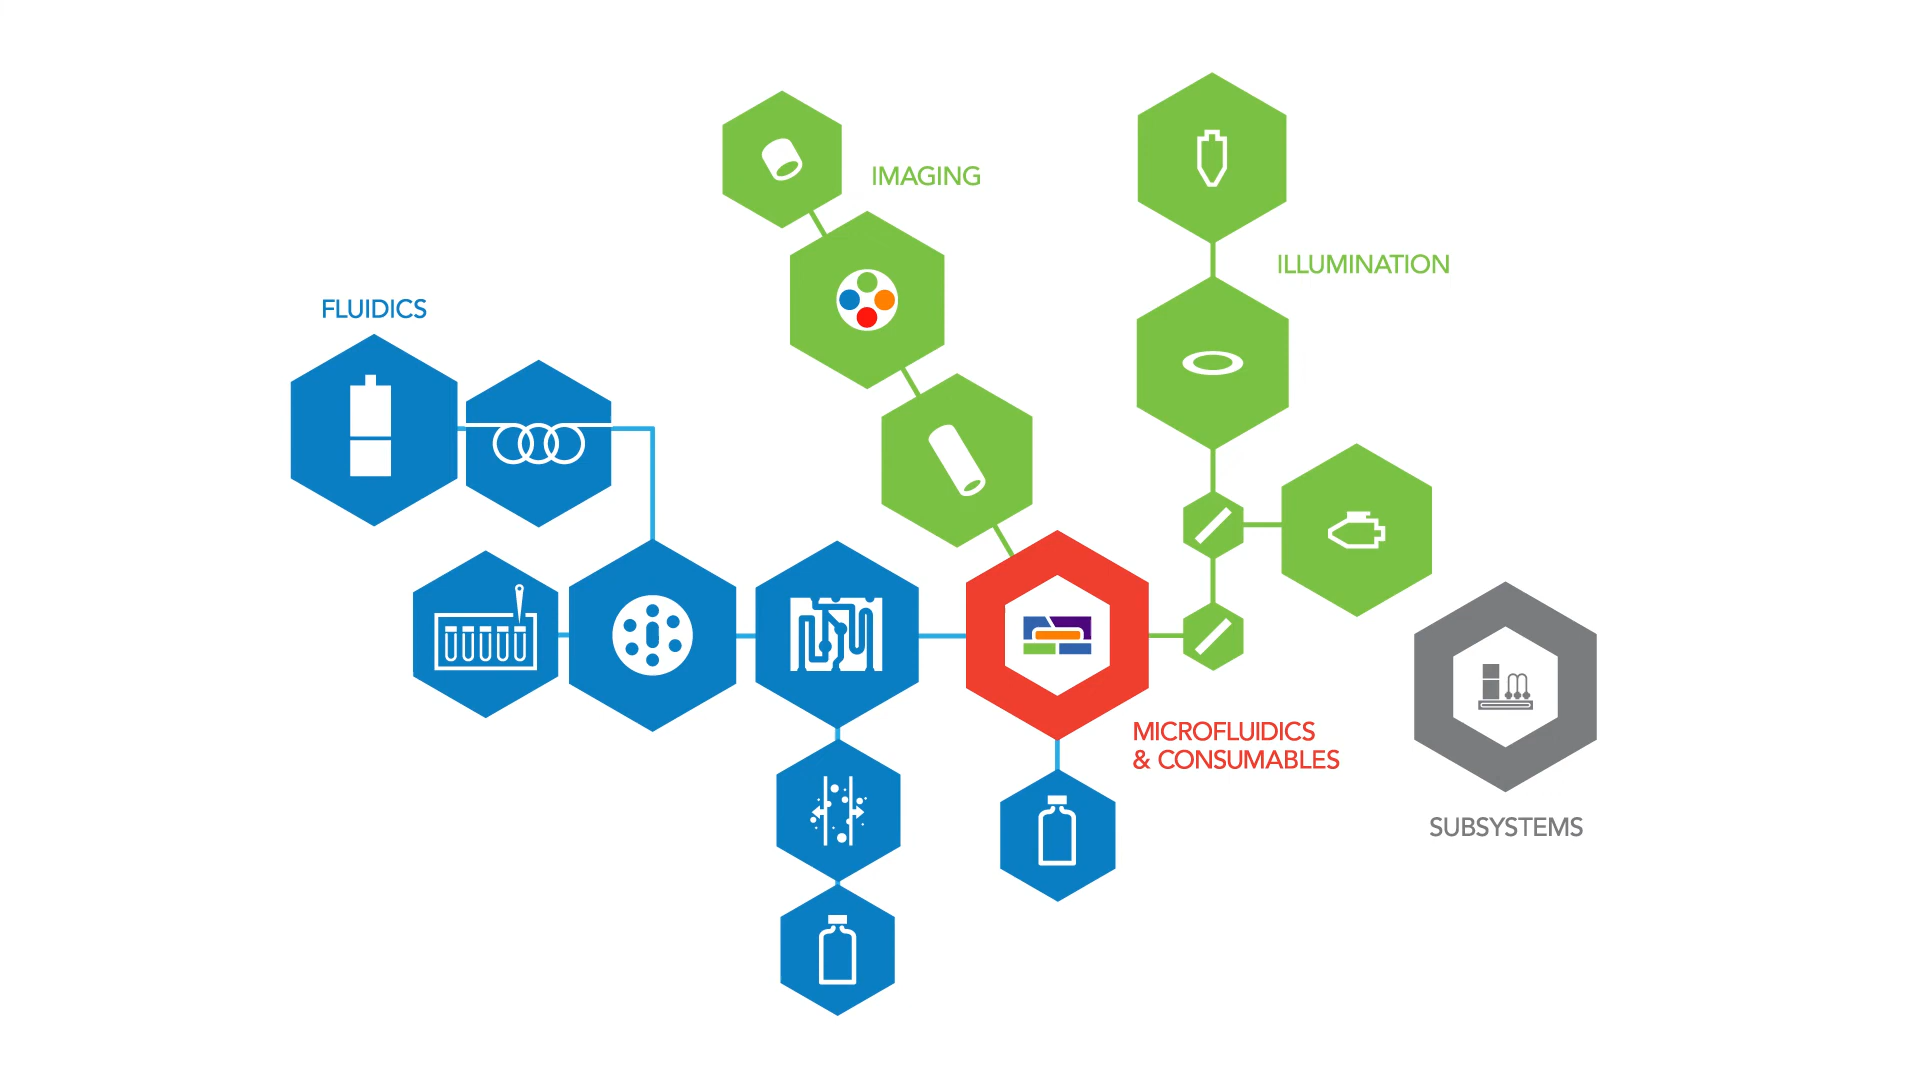 IMAGING
ILLUMINATION
FLUIDICS
MICROFLUIDICS
& CONSUMABLES
SUBSYSTEMS